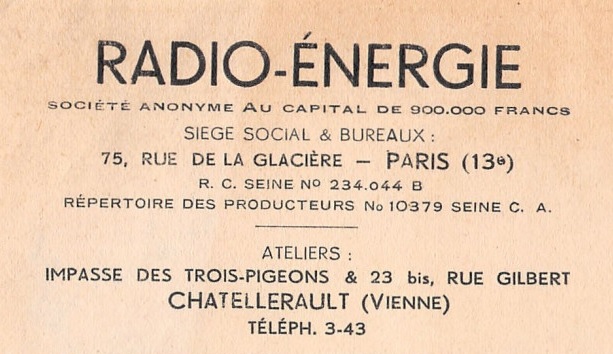 RADIO-ÉNERGIE
SOCIÉTÉ ANONYME AU CAPITAL DE 900.000 FRANCS
SIEGE SOCIAL & BUREAUX :
75, RUE DE LA GLACIÈRE — PARIS (13e)
R. C. SEINE No 234.044 B
RÉPERTOIRE DES PRODUCTEURS No 10379 SEINE C. A.
ATELIERS :
IMPASSE DES TROIS-PIGEONS & 23 bis, RUE GILBERT
CHATELLERAULT (VIENNE)
TÉLÉPH. 3-43